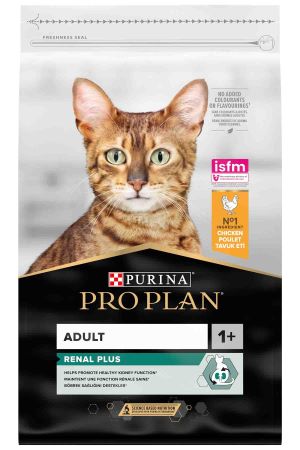 FRESHNESS SEAL
NO ADDED
COLOURANTS
OR FLAVOURINGS
isfm
Nº1
INGREDIENT
CHICKEN
POULET
TAVUK ETİ
PURINA
PRO PLAN
ADULT
1+
RENAL PLUS
HELPS PROMOTE HEALTHY KIDNEY FUNCTION*
MAINTIENT UNE FONCTION RÉNALE SAINE*
BÖBREK SAĞLIĞINI DESTEKLER*
SCIENCE-BASED NUTRITION